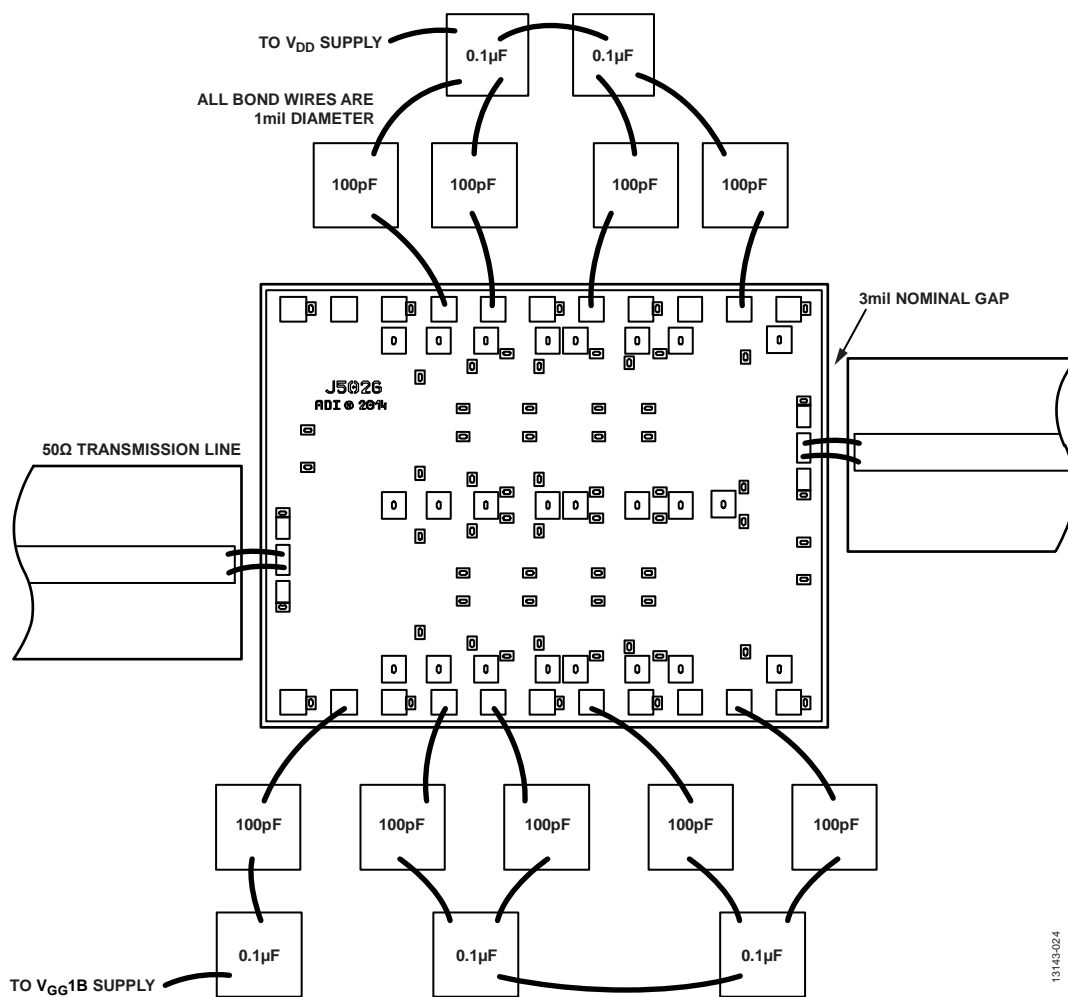 TO VDD SUPPLY
0.1µF
0.1µF
ALL BOND WIRES ARE
1mil DIAMETER
100pF
100pF
100pF
100pF
3mil NOMINAL GAP
J5026
ADI © 2014
50Ω TRANSMISSION LINE
100pF
100pF
100pF
100pF
100pF
0.1µF
0.1µF
0.1µF
TO VGG1B SUPPLY
13143-024